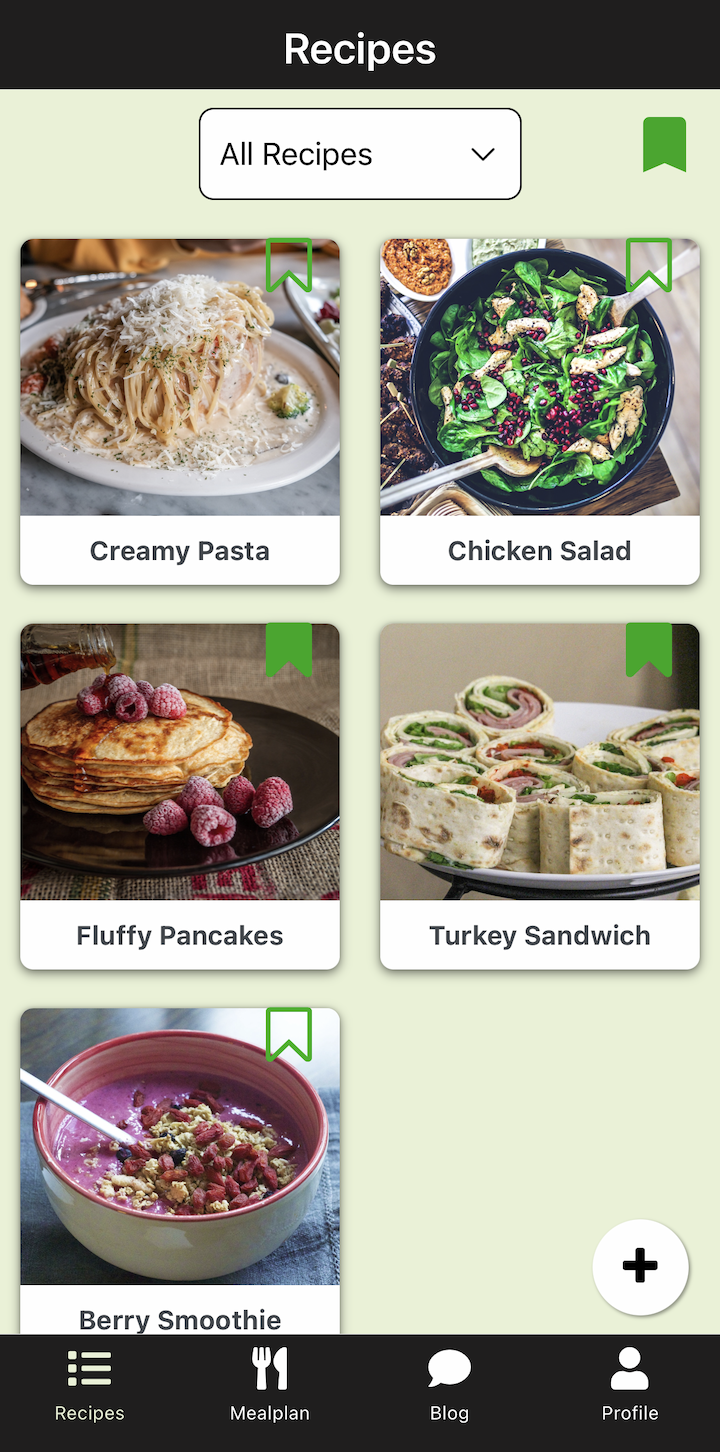 Recipes
All Recipes
Creamy Pasta
Chicken Salad
Fluffy Pancakes
Turkey Sandwich
Berry Smoothie
Recipes
Mealplan
Blog
Profile